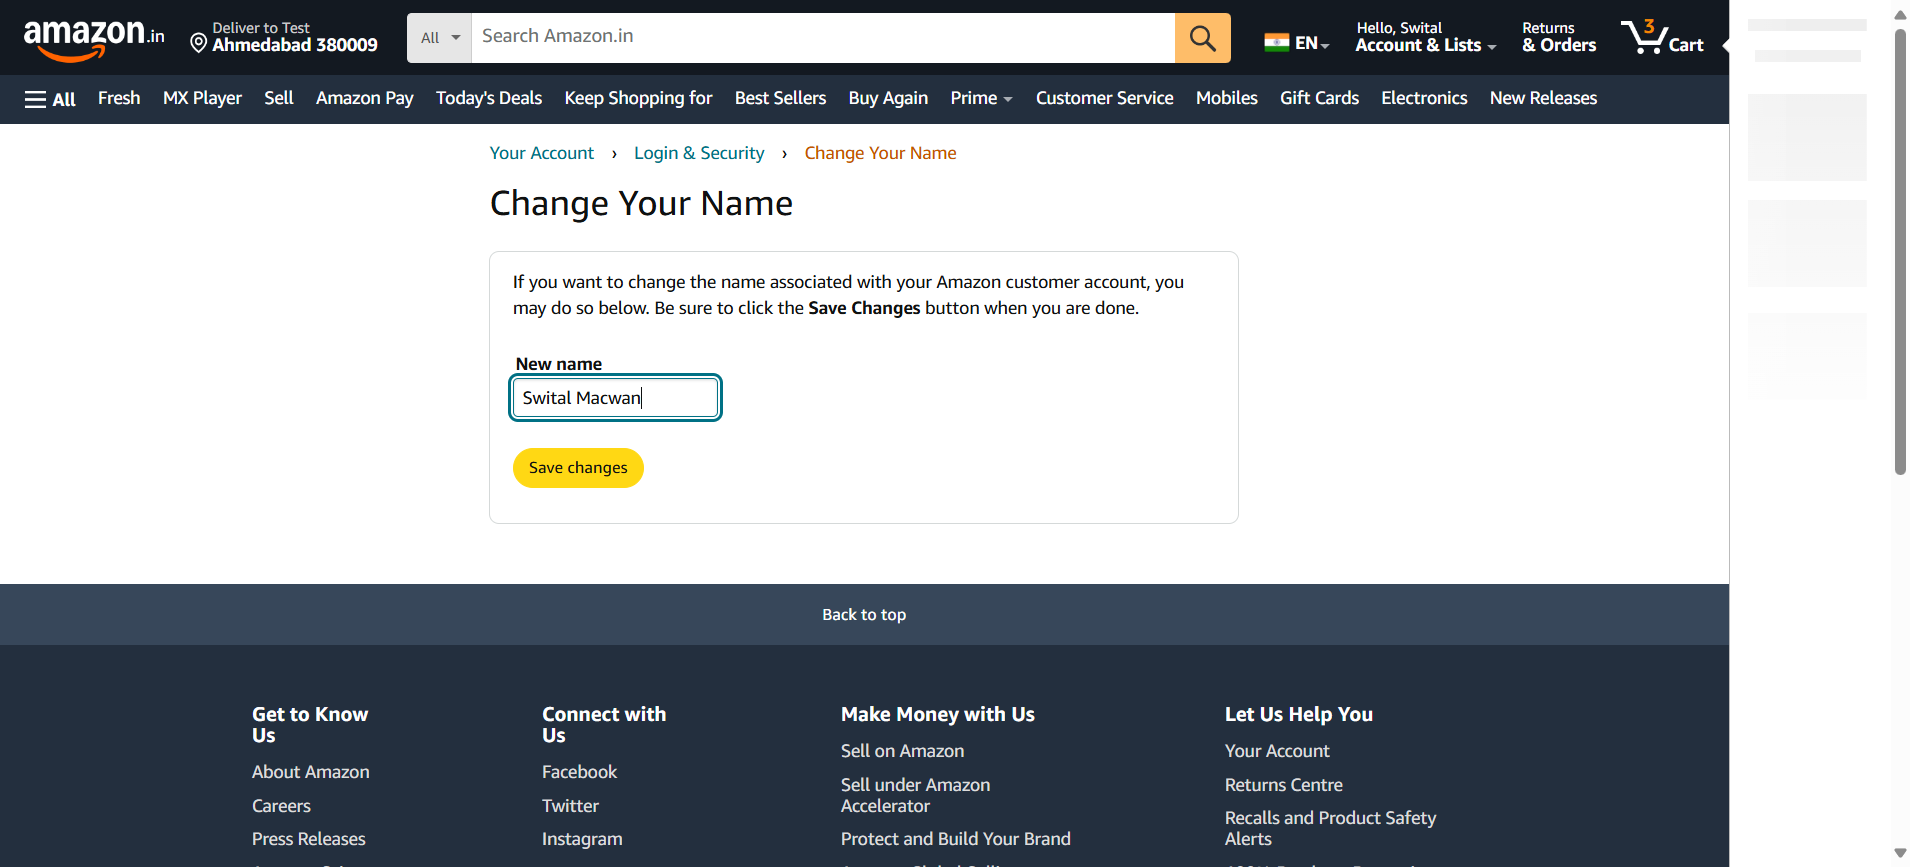 amazon.in
Deliver to Test
Ahmedabad 380009
All
Search Amazon.in
EN
Hello, Swital
Account & Lists
Returns
& Orders
3
Cart
All
Fresh
MX Player
Sell
Amazon Pay
Today's Deals
Keep Shopping for
Best Sellers
Buy Again
Prime
Customer Service
Mobiles
Gift Cards
Electronics
New Releases
Your Account › Login & Security › Change Your Name
Change Your Name
If you want to change the name associated with your Amazon customer account, you
may do so below. Be sure to click the Save Changes button when you are done.
New name
Swital Macwan
Save changes
Back to top
Get to Know
Us
About Amazon
Careers
Press Releases
Connect with
Us
Facebook
Twitter
Instagram
Make Money with Us
Sell on Amazon
Sell under Amazon
Accelerator
Protect and Build Your Brand
Let Us Help You
Your Account
Returns Centre
Recalls and Product Safety
Alerts